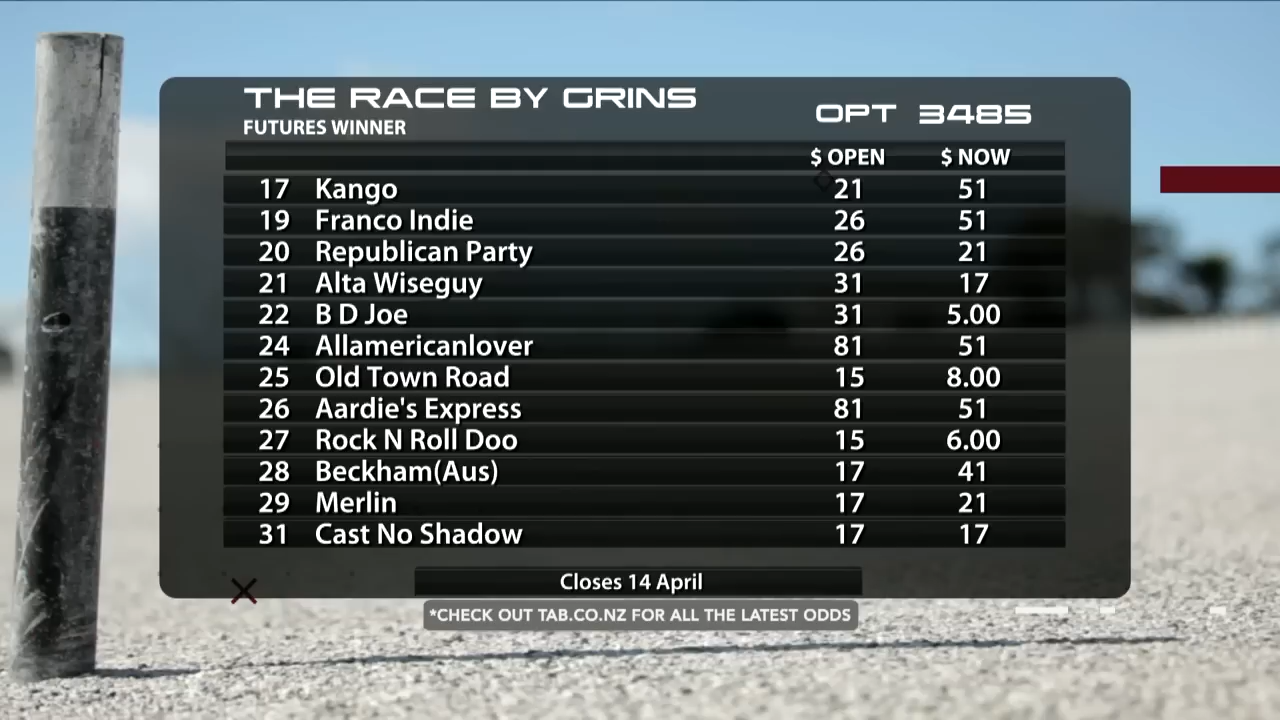 THE RACE BY GRINS
OPT 3485
FUTURES WINNER
$ OPEN $ NOW
17 Kango 21 51
19 Franco Indie 26 51
20 Republican Party 26 21
21 Alta Wiseguy 31 17
22 B D Joe 31 5.00
24 Allamericanlover 81 51
25 Old Town Road 15 8.00
26 Aardie's Express 81 51
27 Rock N Roll Doo 15 6.00
28 Beckham(Aus) 17 41
29 Merlin 17 21
31 Cast No Shadow 17 17
Closes 14 April
*CHECK OUT TAB.CO.NZ FOR ALL THE LATEST ODDS